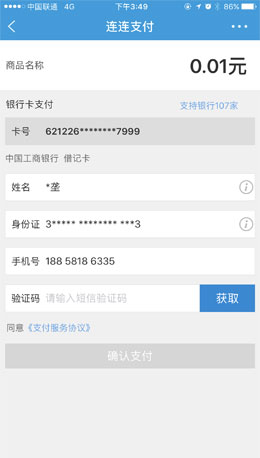 中国联通 4G 下午3:49 86%
连连支付
商品名称 0.01元
银行卡支付 支持银行107家
卡号 621226********7999
中国工商银行 借记卡
姓名 *垄
身份证 3***** ******** ***3
手机号 188 5818 6335
验证码 请输入短信验证码 获取
同意《支付服务协议》
确认支付